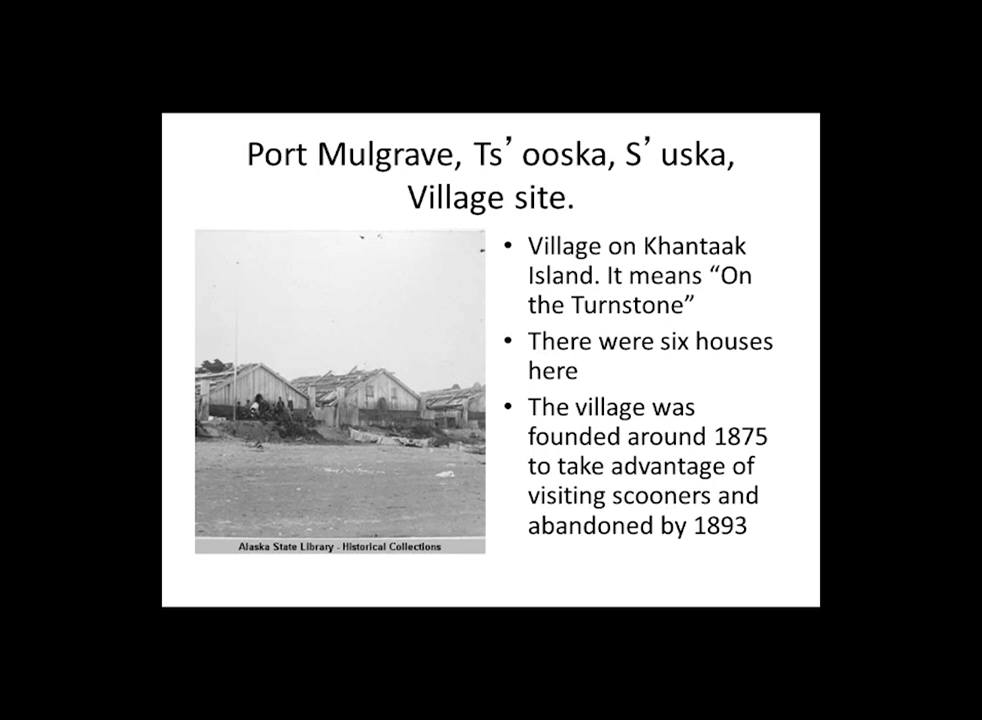 Port Mulgrave, Ts’ ooska, S’ uska,
Village site.
• Village on Khantaak
Island. It means “On
the Turnstone”
• There were six houses
here
• The village was
founded around 1875
to take advantage of
visiting scooners and
abandoned by 1893
Alaska State Library - Historical Collections